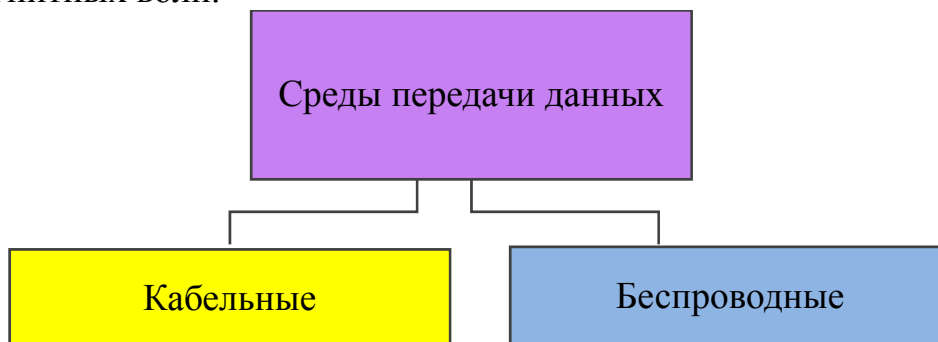 Среды передачи данных
Кабельные
Беспроводные